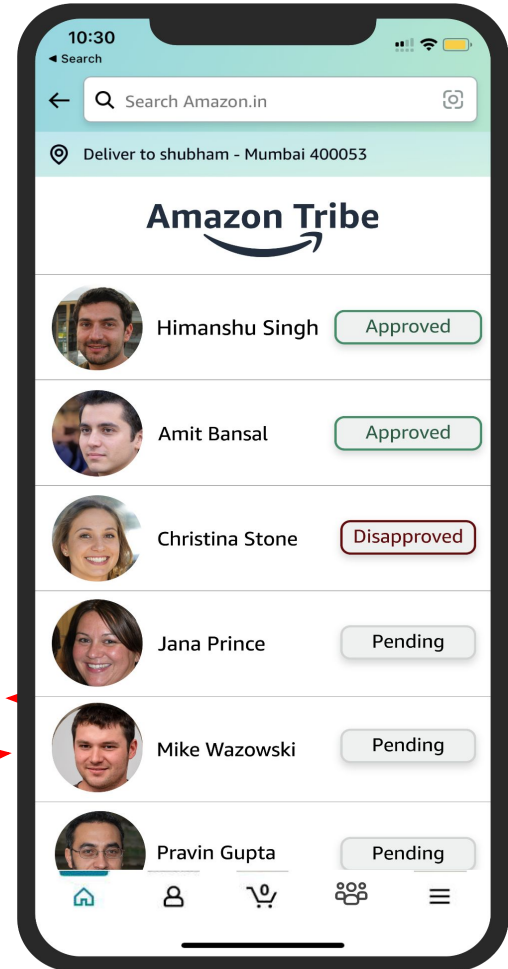 10:30
◀ Search
Search Amazon.in
Deliver to shubham - Mumbai 400053
Amazon Tribe
Himanshu Singh Approved
Amit Bansal Approved
Christina Stone Disapproved
Jana Prince Pending
Mike Wazowski Pending
Pravin Gupta Pending
0